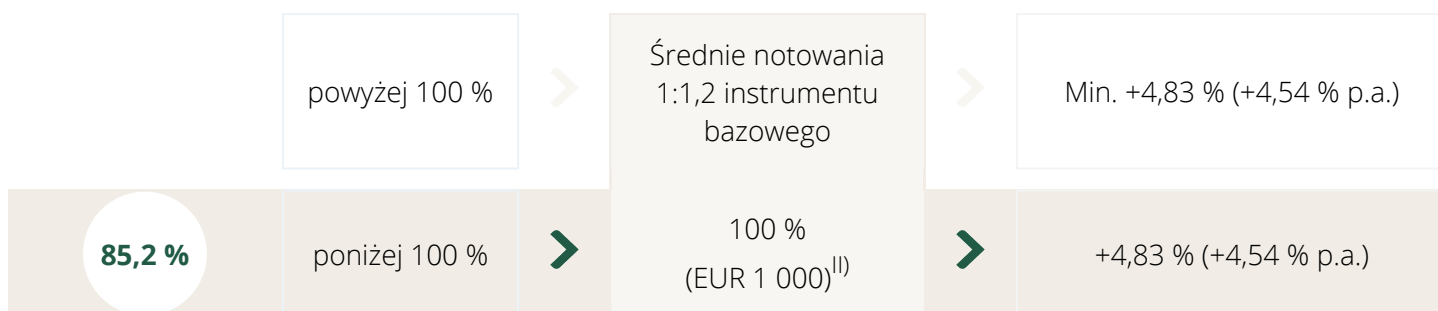 powyżej 100 %
Średnie notowania
1:1,2 instrumentu
bazowego
Min. +4,83 % (+4,54 % p.a.)
85,2 %
poniżej 100 %
100 %
(EUR 1 000)II)
+4,83 % (+4,54 % p.a.)